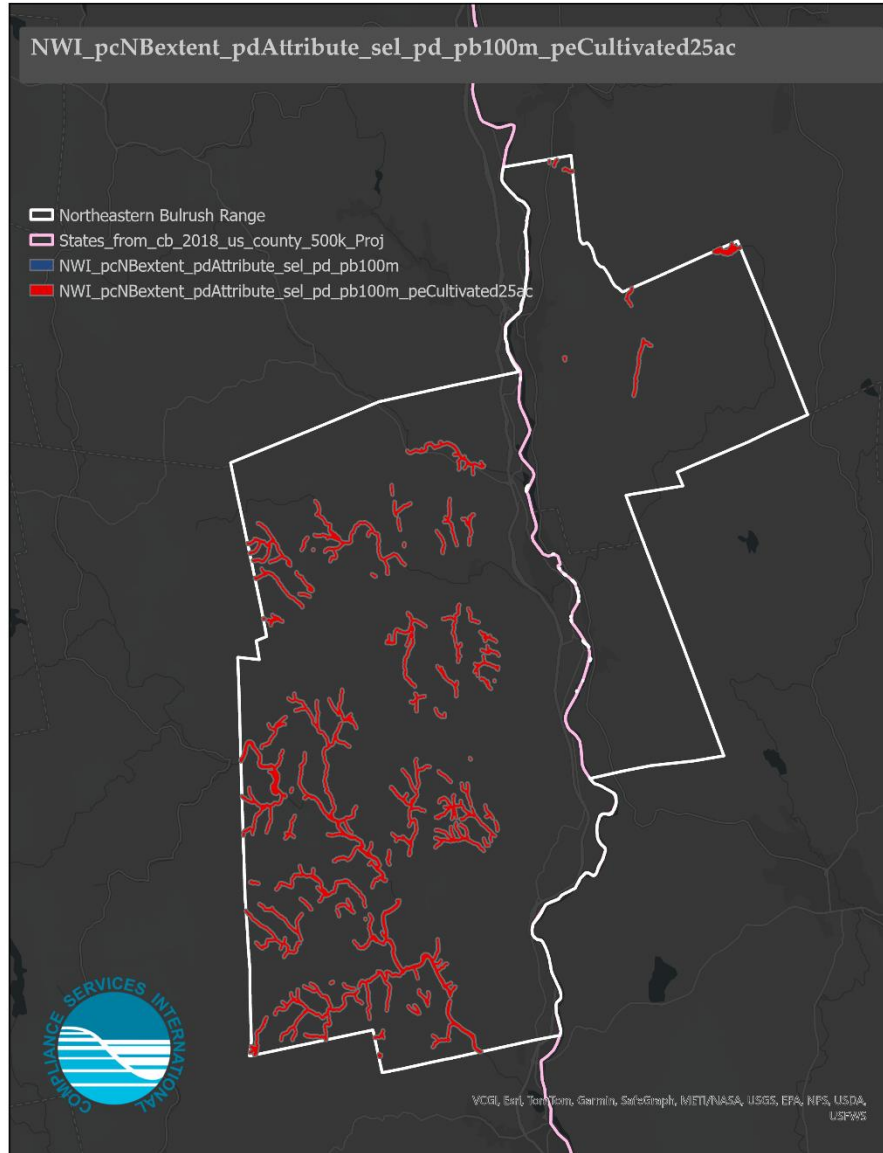 NWI_pcNBextent_pdAttribute_sel_pd_pb100m_peCultivated25ac
Northeastern Bulrush Range
States_from_cb_2018_us_county_500k_Proj
NWI_pcNBextent_pdAttribute_sel_pd_pb100m
NWI_pcNBextent_pdAttribute_sel_pd_pb100m_peCultivated25ac
COMPLIANCE SERVICES INTERNATIONAL
VCGI, Esri, TomTom, Garmin, SafeGraph, METI/NASA, USGS, EPA, NPS, USDA,
USFWS